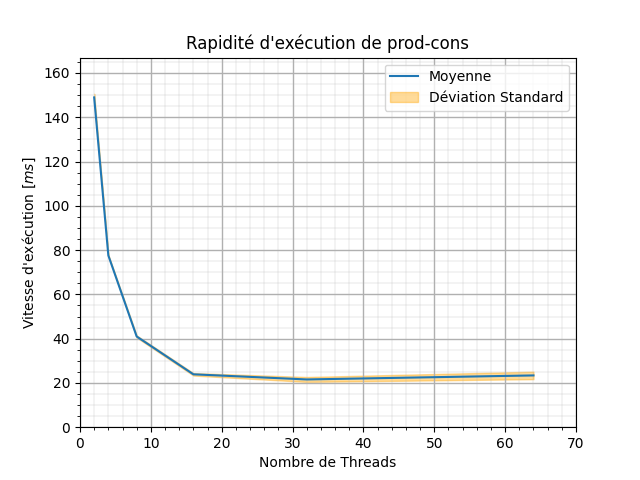 Rapidité d'exécution de prod-cons
Moyenne
Déviation Standard
Vitesse d'exécution [ms]
160
140
120
100
80
60
40
20
0
0 10 20 30 40 50 60 70
Nombre de Threads